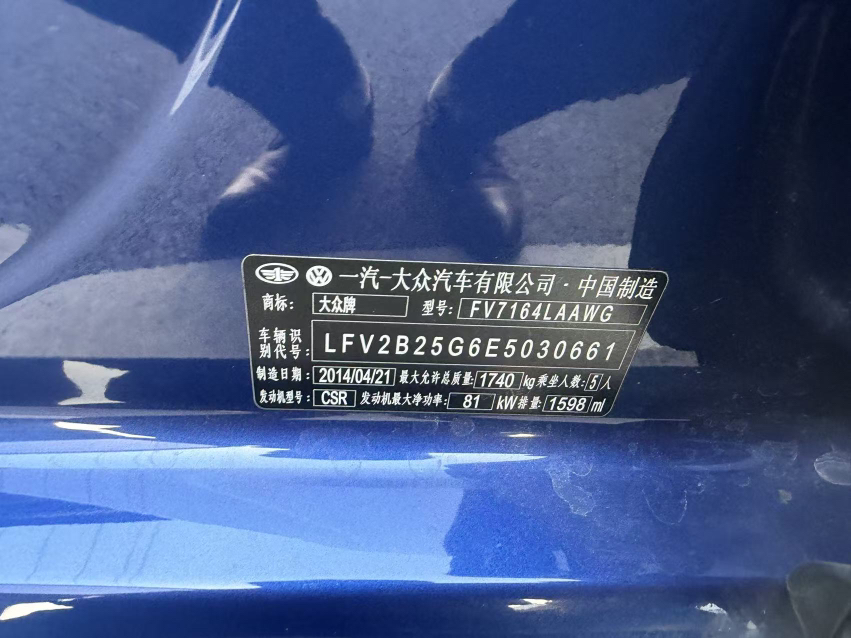 一汽-大众汽车有限公司·中国制造
商标: 大众牌 型号: FV7164LAAWG
车辆识别代号: LFV2B25G6E5030661
制造日期: 2014/04/21 最大允许总质量: 1740 kg 乘坐人数: 5 人
发动机型号: CSR 发动机最大净功率: 81 kW 排量: 1598 ml